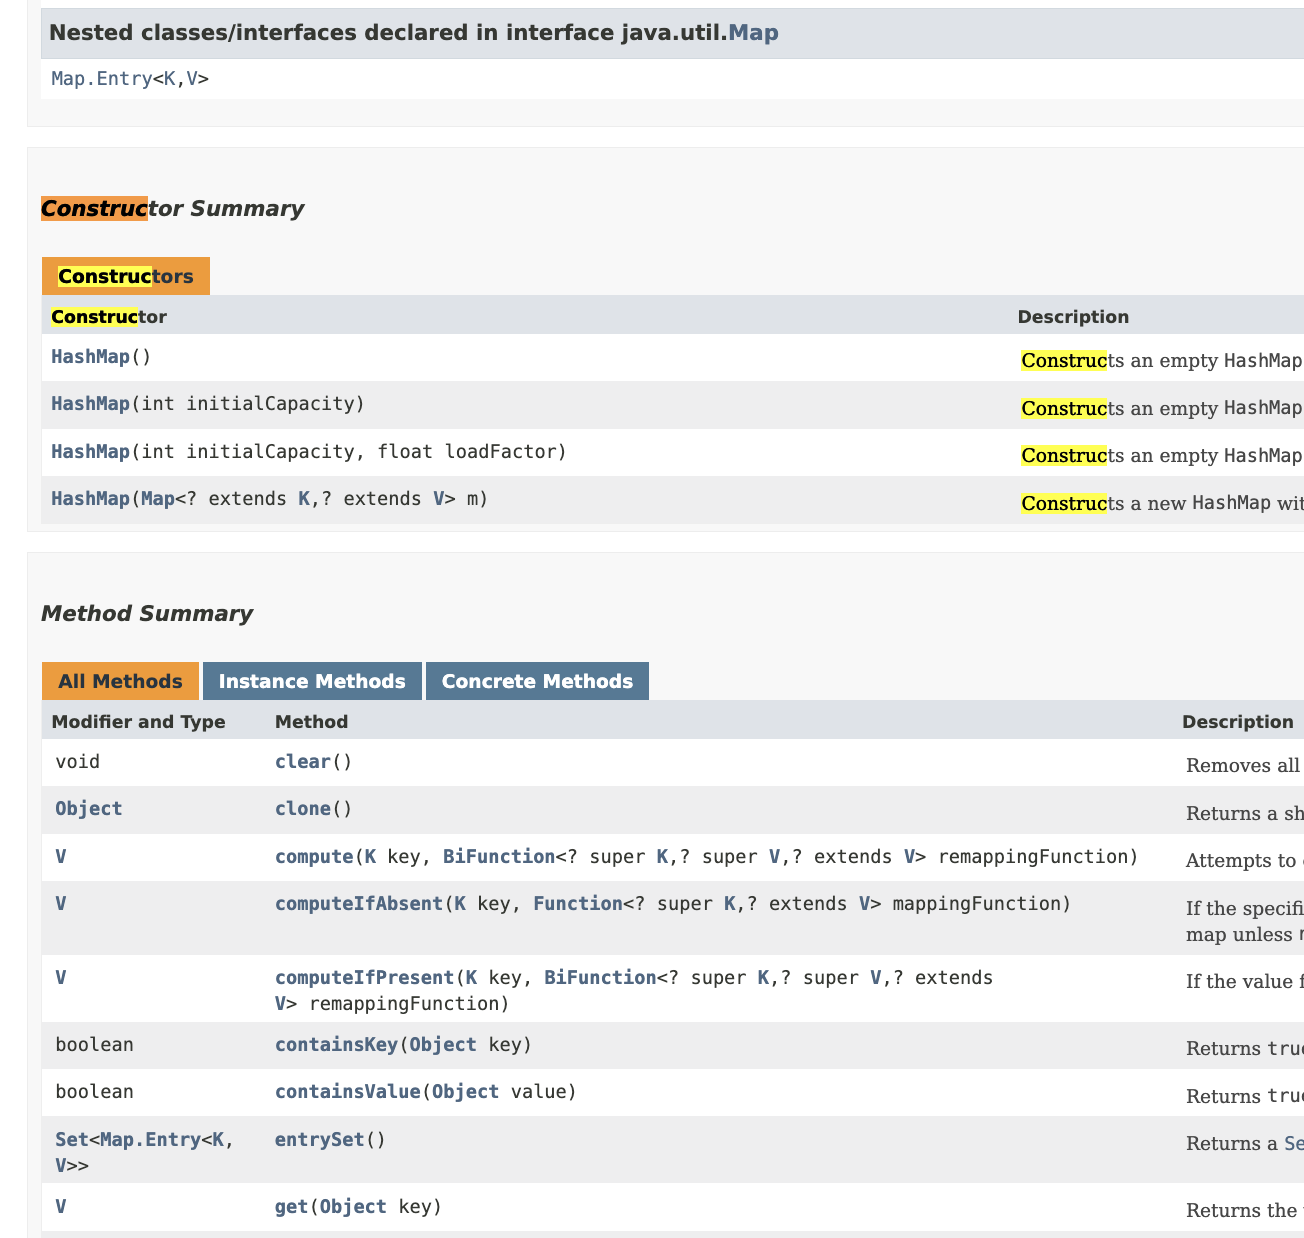 Nested classes/interfaces declared in interface java.util.Map
Map.Entry<K,V>
Constructor Summary
Constructors
Constructor Description
HashMap() Constructs an empty HashMap
HashMap(int initialCapacity) Constructs an empty HashMap
HashMap(int initialCapacity, float loadFactor) Constructs an empty HashMap
HashMap(Map<? extends K,? extends V> m) Constructs a new HashMap wit
Method Summary
All Methods Instance Methods Concrete Methods
Modifier and Type Method Description
void clear() Removes all
Object clone() Returns a sh
V compute(K key, BiFunction<? super K,? super V,? extends V> remappingFunction) Attempts to
V computeIfAbsent(K key, Function<? super K,? extends V> mappingFunction) If the specifi
map unless
V computeIfPresent(K key, BiFunction<? super K,? super V,? extends If the value f
V> remappingFunction)
boolean containsKey(Object key) Returns true
boolean containsValue(Object value) Returns true
Set<Map.Entry<K, entrySet() Returns a Se
V>>
V get(Object key) Returns the